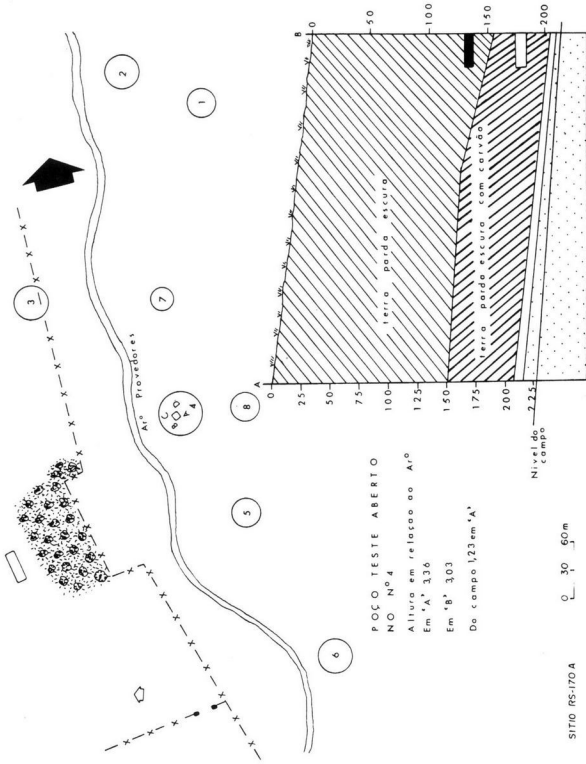 3
2
1
7
Arº Provedores
C
B
A
4
8
5
6
POÇO TESTE ABERTO
NO Nº 4
Altura em relação ao Arº
Em "A" 3,36
Em "B" 3,03
Do campo 1,23 em "A"
A
B
0
25
50
75
100
125
150
175
200
225
Nivel do
campo
0
50
100
150
200
terra parda escura
terra parda escura com carvão
0 30 60m
SITIO RS-170 A